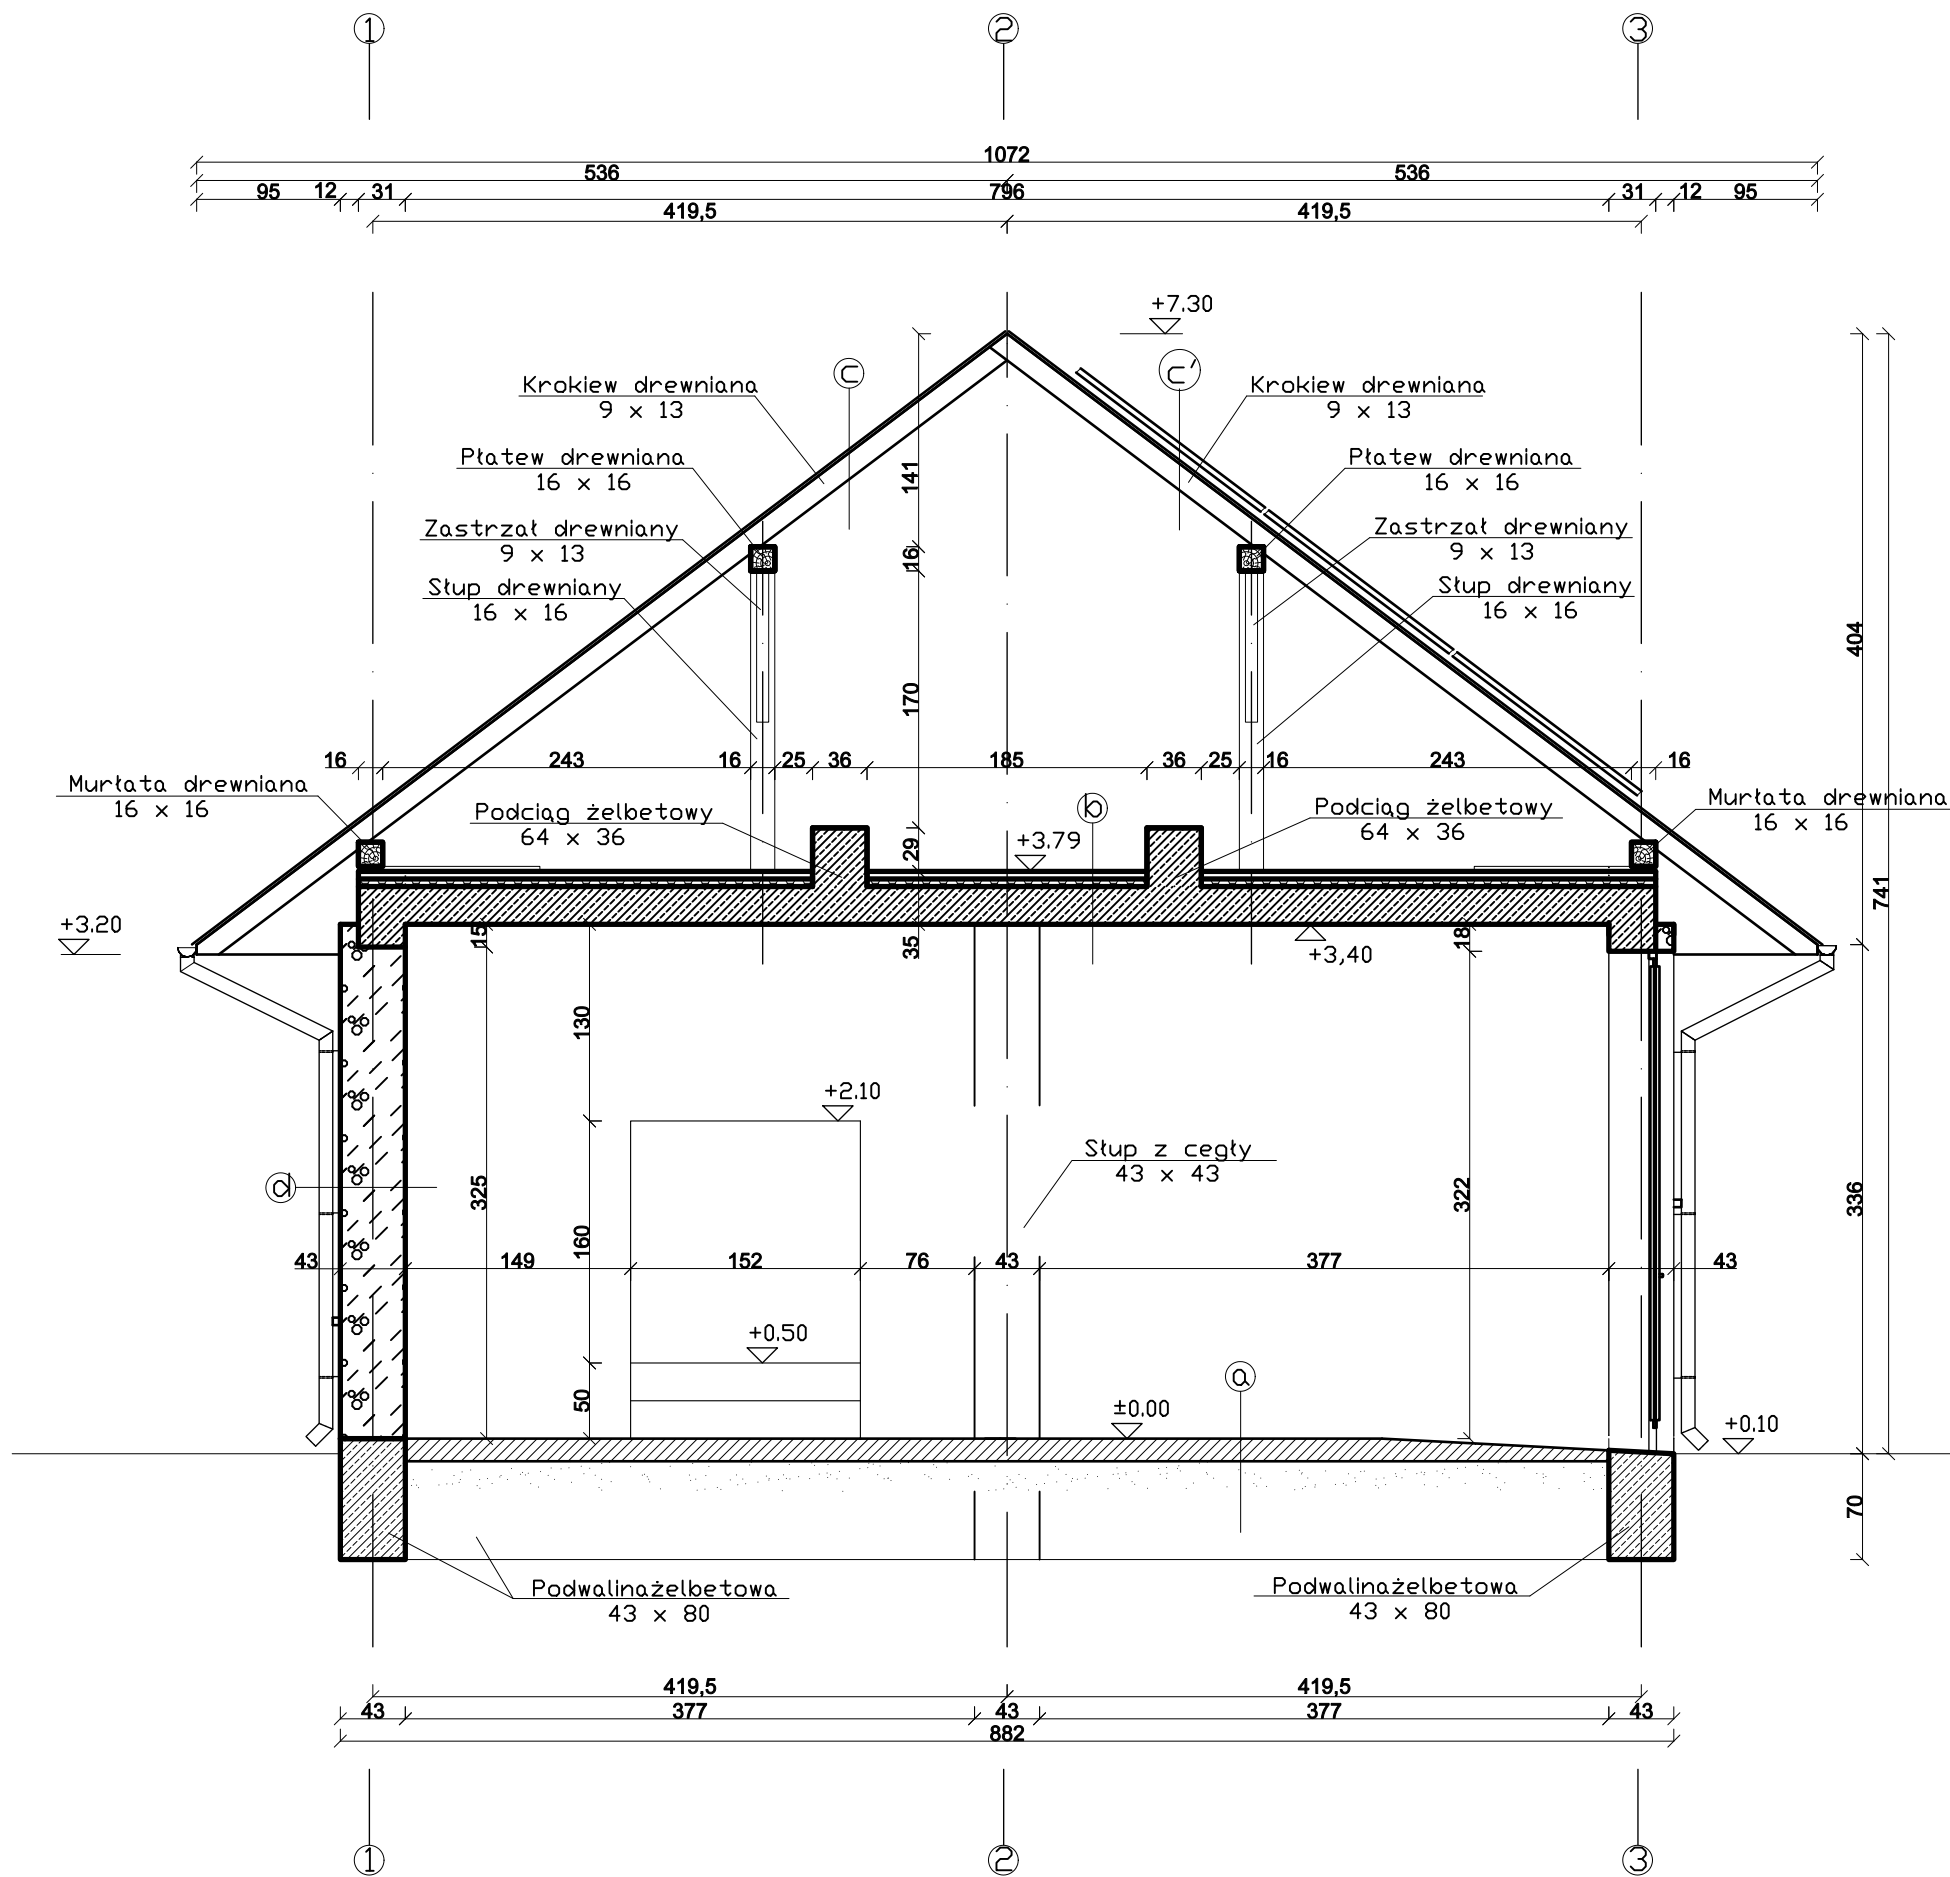 1 2 3
1072
536 536
95 12 31 796 31 12 95
419,5 419,5
+7.30
c c'
Krokiew drewniana
9 x 13
Krokiew drewniana
9 x 13
Płatew drewniana
16 x 16
Płatew drewniana
16 x 16
141
Zastrzał drewniany
9 x 13
Zastrzał drewniany
9 x 13
16
Słup drewniany
16 x 16
Słup drewniany
16 x 16
404
170
16 243 16 25 36 185 36 25 16 243 16
Murłata drewniana
16 x 16
Murłata drewniana
16 x 16
Podciąg żelbetowy
64 x 36
b
Podciąg żelbetowy
64 x 36
29
+3.79
741
+3.20
15
35
18
+3,40
130
+2.10
Słup z cegły
43 x 43
d
325
322
336
160
43 149 152 76 43 377 43
+0.50
a
50
±0.00
+0.10
70
Podwalinażelbetowa
43 x 80
Podwalinażelbetowa
43 x 80
419,5 419,5
43 377 43 377 43
882
1 2 3